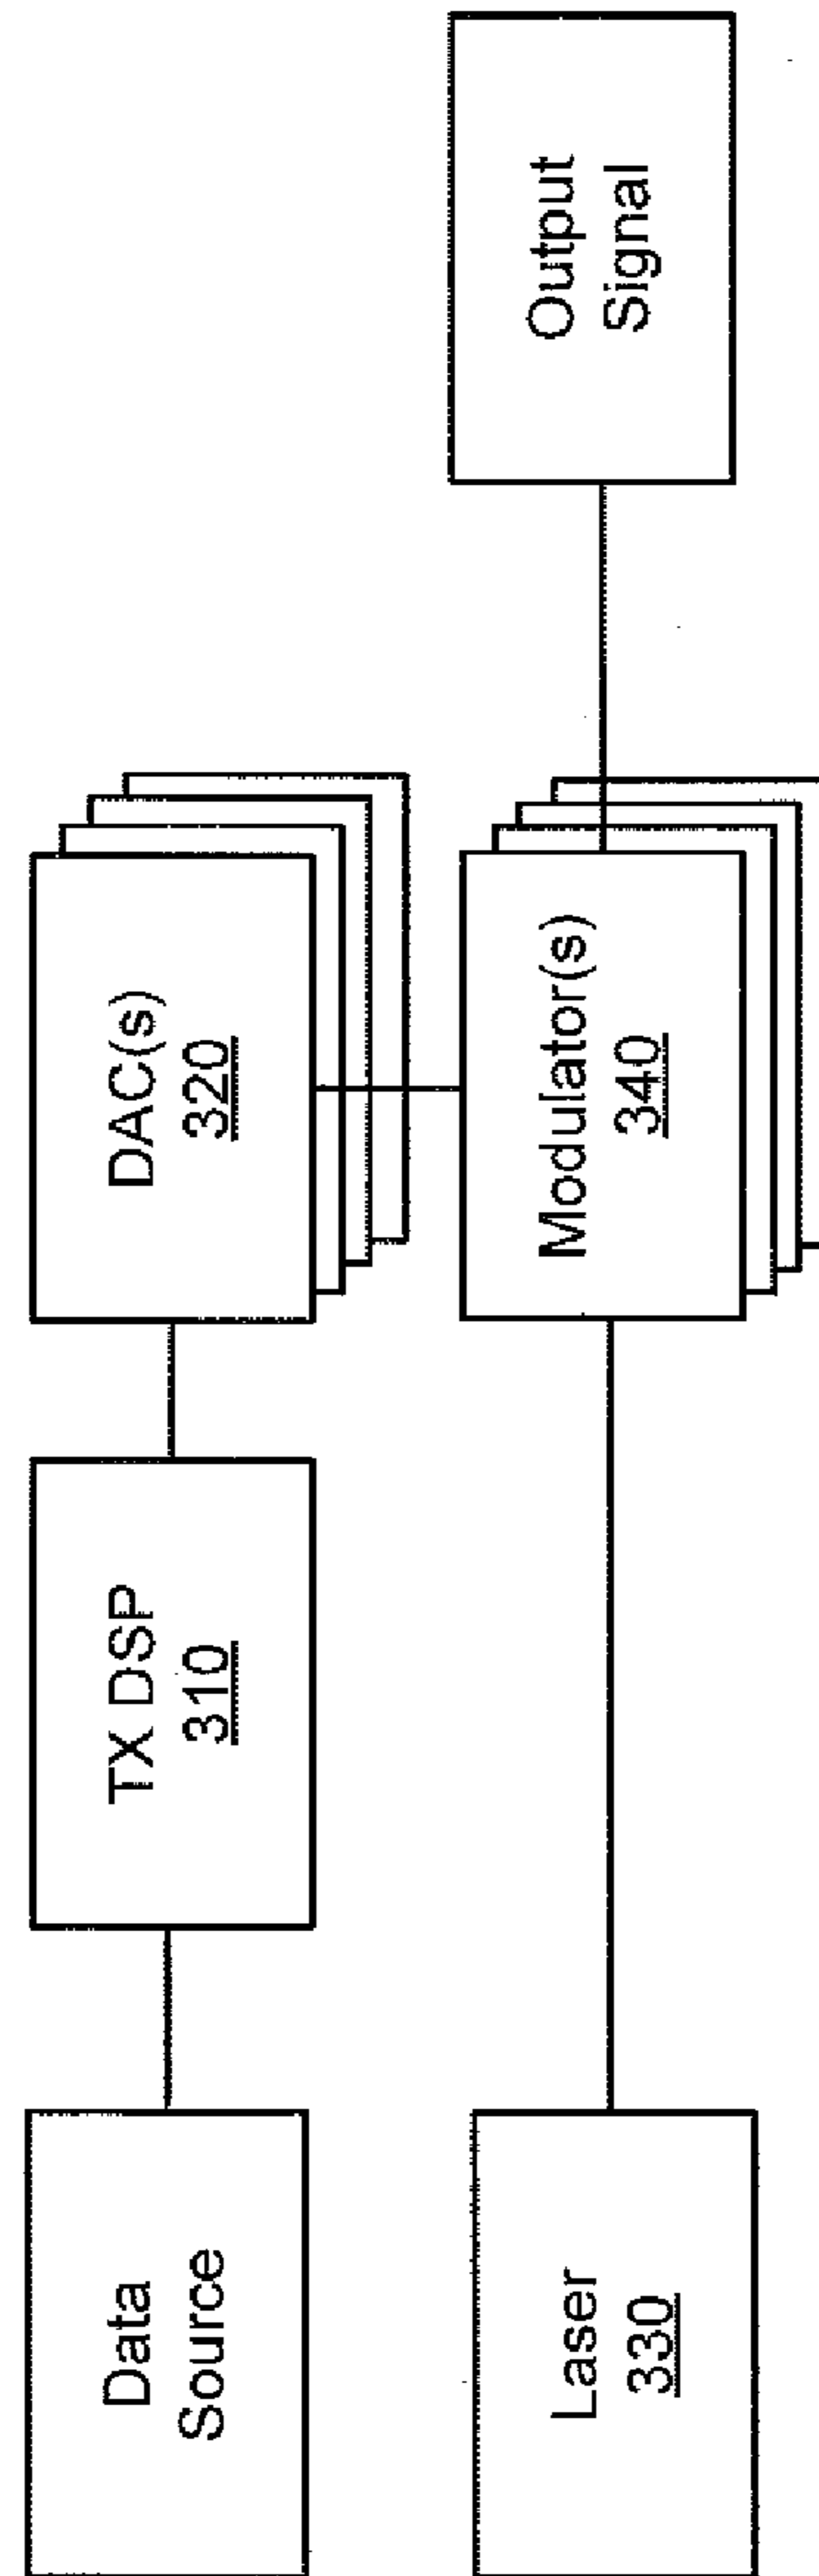 Data
Source
TX DSP
310
DAC(s)
320
Laser
330
Modulator(s)
340
Output
Signal